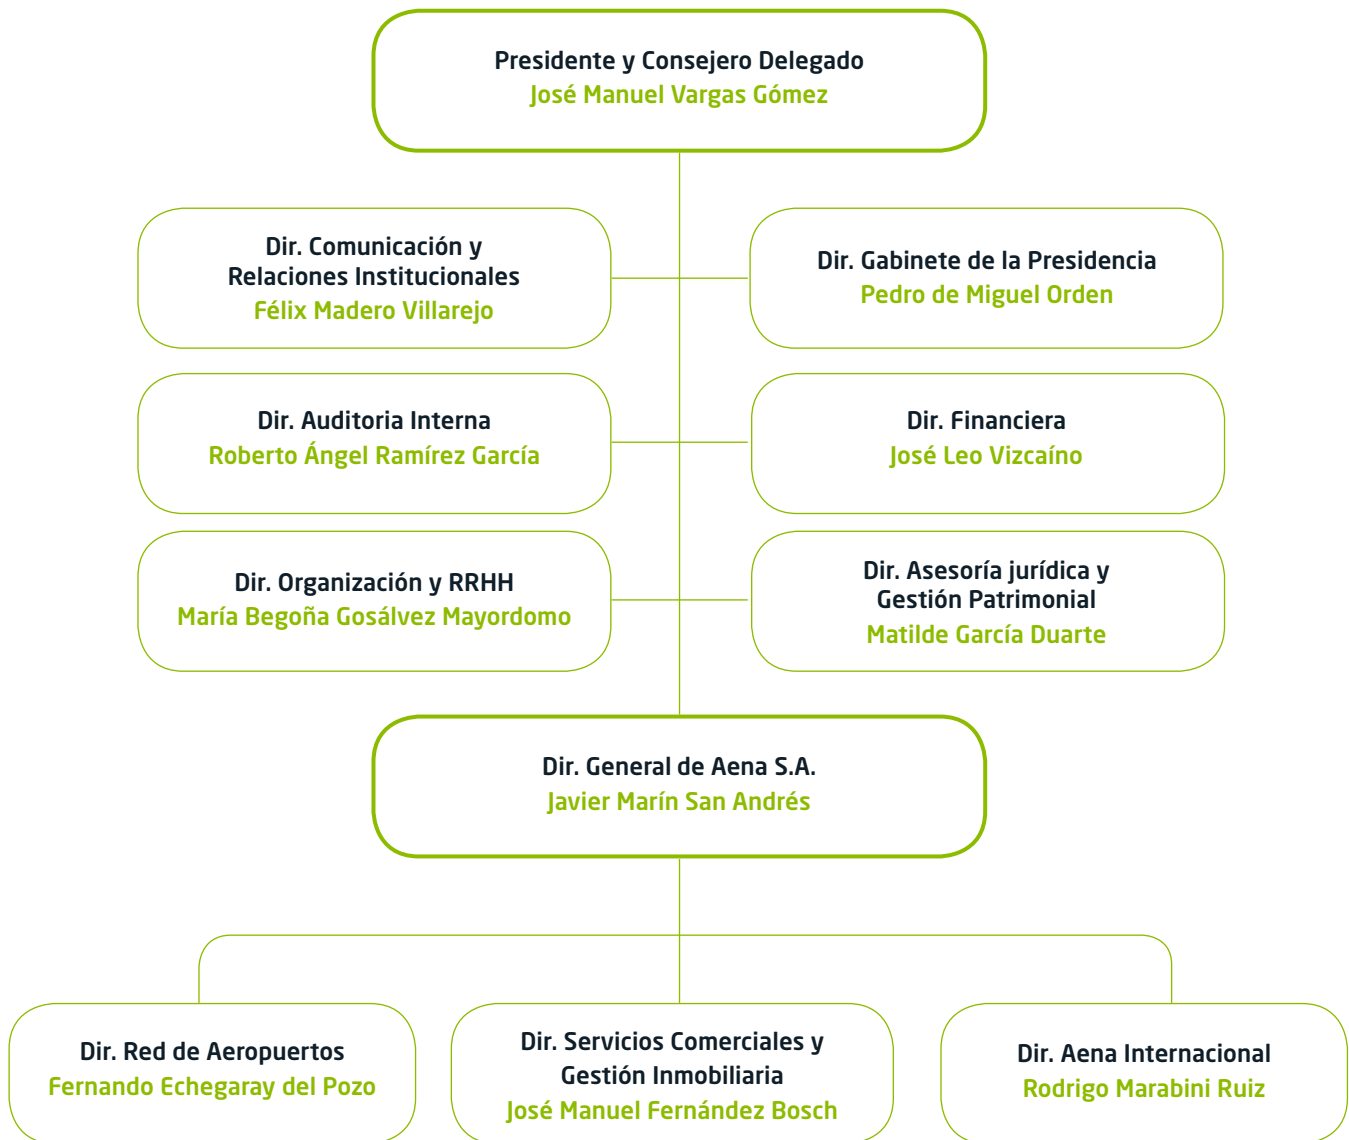 Presidente y Consejero Delegado
José Manuel Vargas Gómez
Dir. Comunicación y
Relaciones Institucionales
Félix Madero Villarejo
Dir. Gabinete de la Presidencia
Pedro de Miguel Orden
Dir. Auditoria Interna
Roberto Ángel Ramírez García
Dir. Financiera
José Leo Vizcaíno
Dir. Organización y RRHH
María Begoña Gosálvez Mayordomo
Dir. Asesoría jurídica y
Gestión Patrimonial
Matilde García Duarte
Dir. General de Aena S.A.
Javier Marín San Andrés
Dir. Red de Aeropuertos
Fernando Echegaray del Pozo
Dir. Servicios Comerciales y
Gestión Inmobiliaria
José Manuel Fernández Bosch
Dir. Aena Internacional
Rodrigo Marabini Ruiz